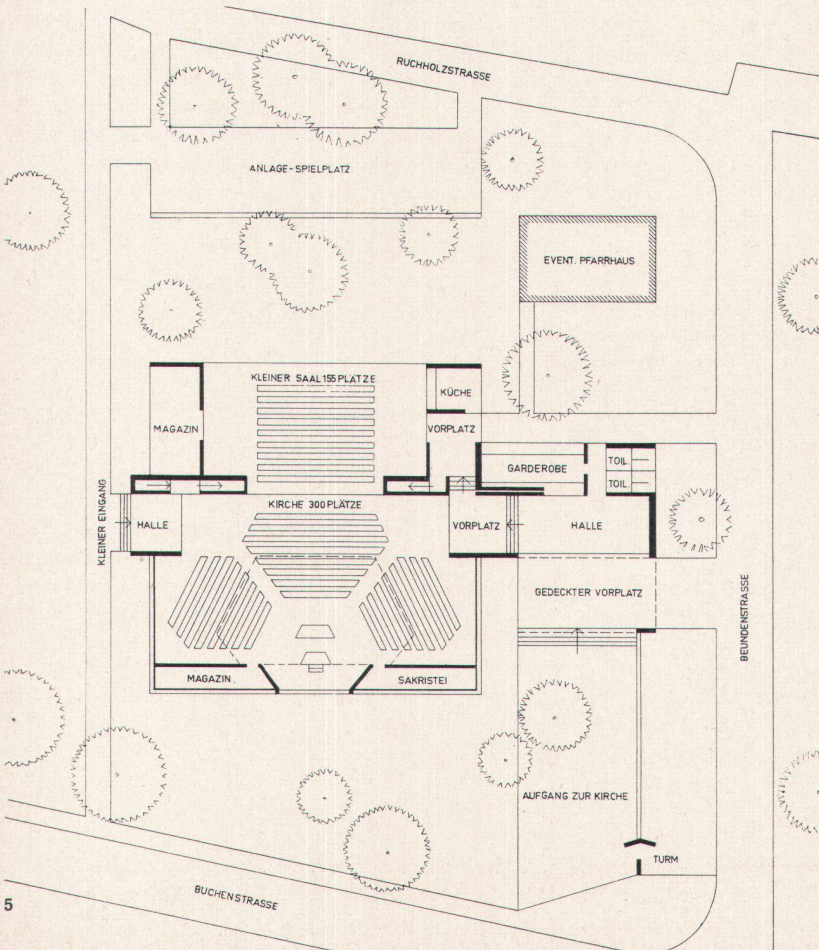 RUCHHOLZSTRASSE
ANLAGE-SPIELPLATZ
EVENT. PFARRHAUS
KLEINER SAAL 155 PLÄTZE
KÜCHE
MAGAZIN
VORPLATZ
GARDEROBE
TOIL.
TOIL.
KLEINER EINGANG
KIRCHE 300 PLÄTZE
HALLE
VORPLATZ
HALLE
GEDECKTER VORPLATZ
BEUNDENSTRASSE
MAGAZIN.
SAKRISTEI
AUFGANG ZUR KIRCHE
TURM
BUCHENSTRASSE
5